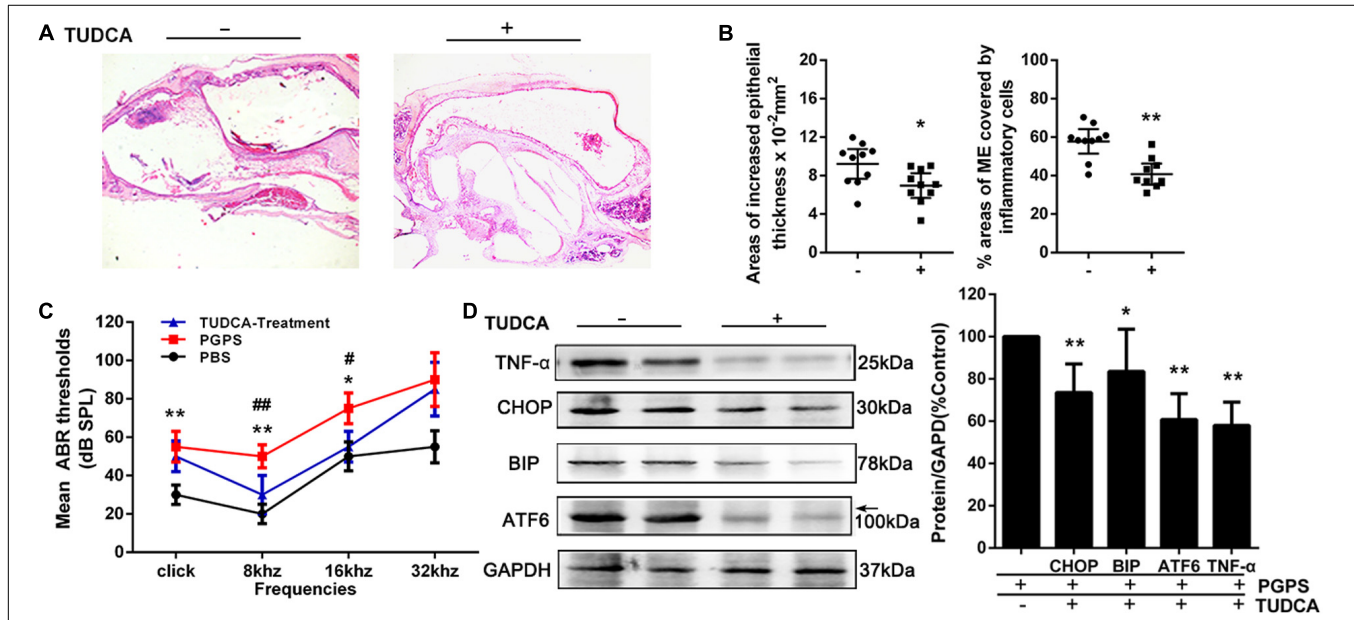 A
TUDCA
−
+
B
Areas of increased epithelial
thickness x 10-2mm2
20
16
12
8
4
0
*
-
+
% areas of ME covered by
inflammatory cells
100
80
60
40
20
0
**
-
+
C
Mean ABR thresholds
(dB SPL)
120
100
80
60
40
20
0
TUDCA-Treatment
PGPS
PBS
**
##
**
#
*
click 8khz 16khz 32khz
Frequencies
D
TUDCA
−
+
TNF-α 25kDa
CHOP 30kDa
BIP 78kDa
ATF6 100kDa
GAPDH 37kDa
Protein/GAPD(%Control)
120
100
80
60
40
20
0
**
*
**
**
CHOP BIP ATF6 TNF-α
+ + + + + PGPS
- + + + + TUDCA